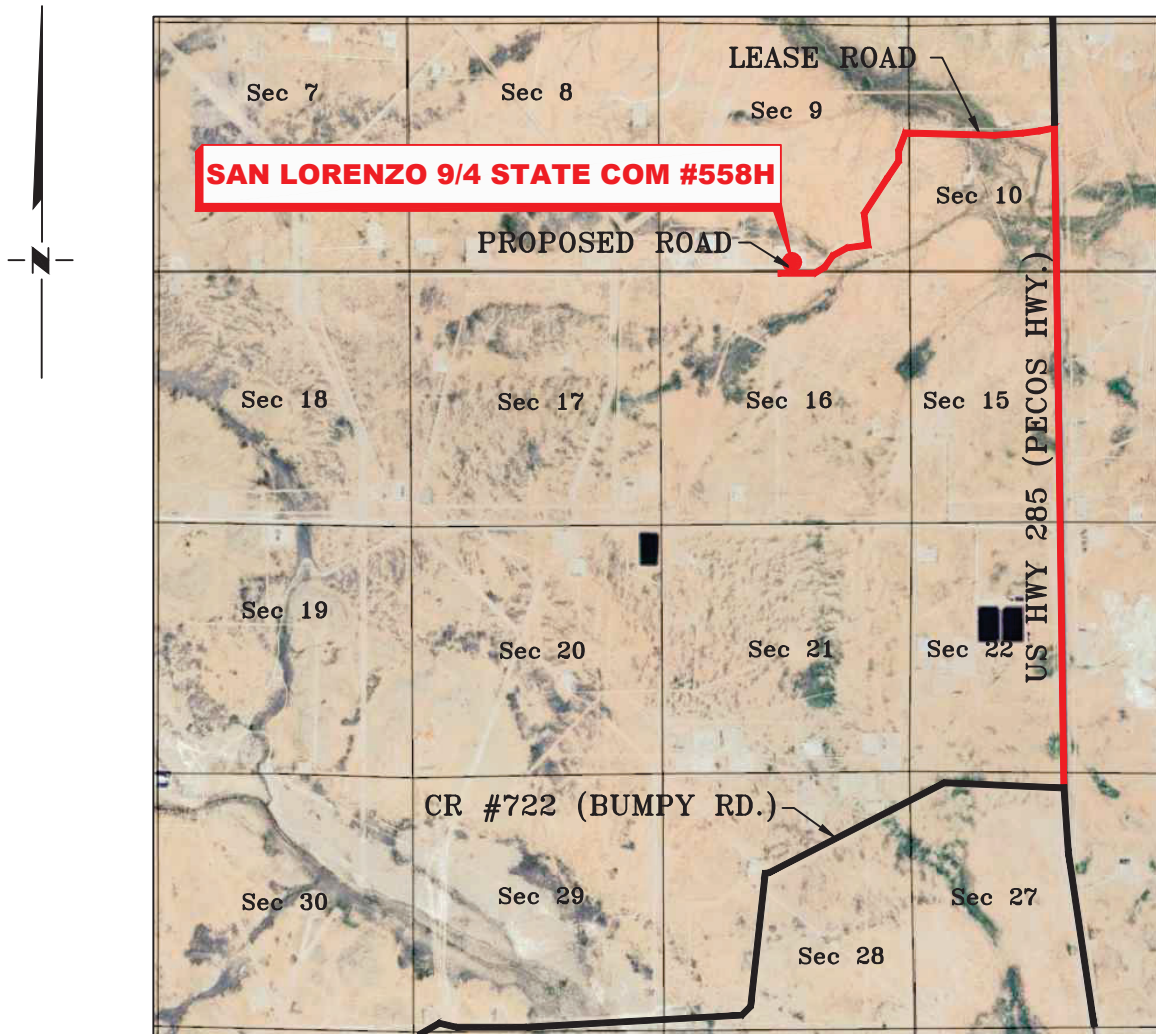 LEASE ROAD
Sec 7
Sec 8
Sec 9
SAN LORENZO 9/4 STATE COM #558H
Sec 10
PROPOSED ROAD
N
US HWY 285 (PECOS HWY.)
Sec 18
Sec 17
Sec 16
Sec 15
Sec 19
Sec 20
Sec 21
Sec 22
CR #722 (BUMPY RD.)
Sec 30
Sec 29
Sec 27
Sec 28